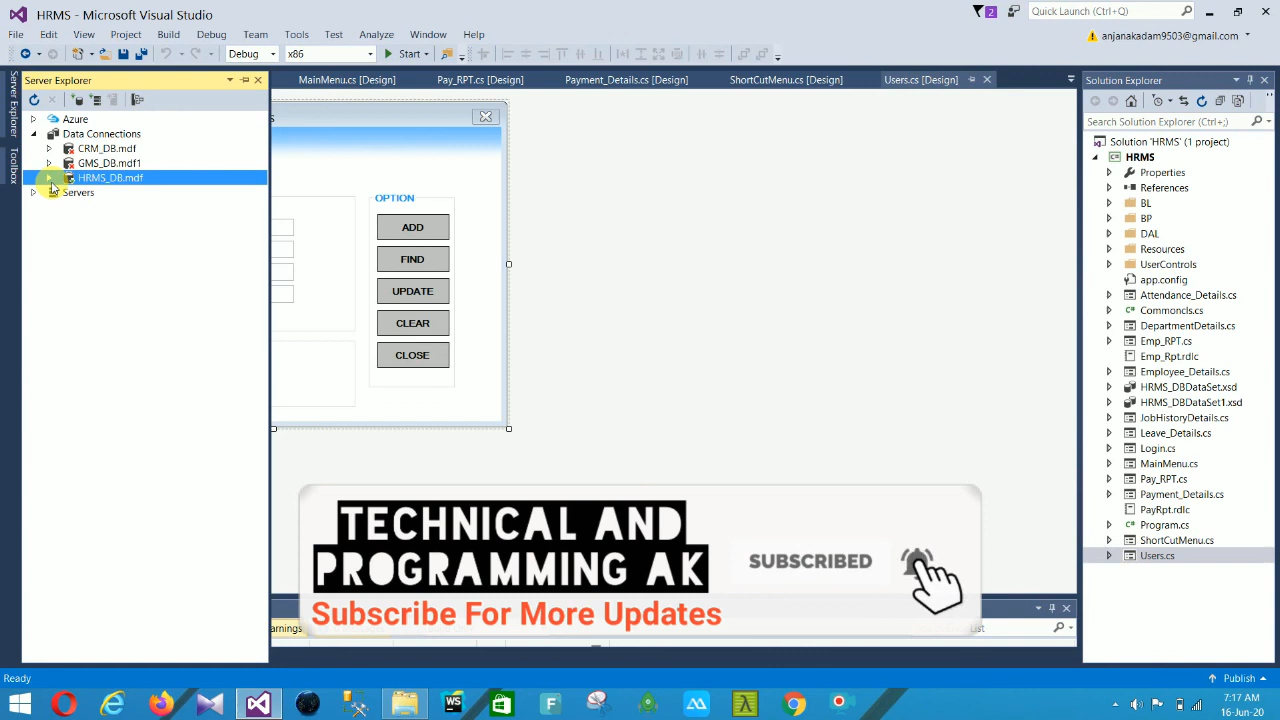 HRMS - Microsoft Visual Studio
2
Quick Launch (Ctrl+Q)
File Edit View Project Build Debug Team Tools Test Analyze Window Help
anjanakadam9503@gmail.com
Debug x86 Start
Server Explorer
Toolbox
Server Explorer
Azure
Data Connections
CRM_DB.mdf
GMS_DB.mdf1
HRMS_DB.mdf
Servers
MainMenu.cs [Design] Pay_RPT.cs [Design] Payment_Details.cs [Design] ShortCutMenu.cs [Design] Users.cs [Design]
OPTION
ADD
FIND
UPDATE
CLEAR
CLOSE
Solution Explorer
Search Solution Explorer (Ctrl+;)
Solution 'HRMS' (1 project)
HRMS
Properties
References
BL
BP
DAL
Resources
UserControls
app.config
Attendance_Details.cs
Commoncls.cs
DepartmentDetails.cs
Emp_RPT.cs
Emp_Rpt.rdlc
Employee_Details.cs
HRMS_DBDataSet.xsd
HRMS_DBDataSet1.xsd
JobHistoryDetails.cs
Leave_Details.cs
Login.cs
MainMenu.cs
Pay_RPT.cs
Payment_Details.cs
PayRpt.rdlc
Program.cs
ShortCutMenu.cs
Users.cs
TECHNICAL AND
PROGRAMMING AK
SUBSCRIBED
Subscribe For More Updates
Ready
Publish
WS
F
7:17 AM
16-Jun-20